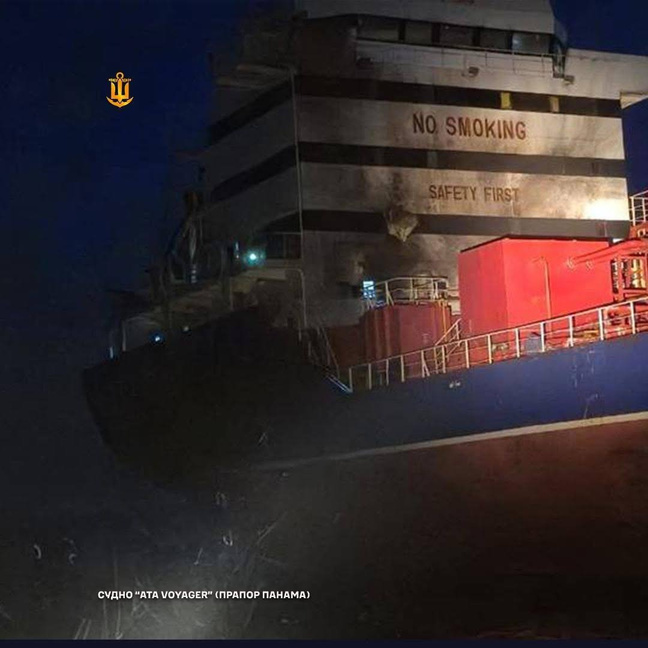 NO SMOKING
SAFETY FIRST
СУДНО "ATA VOYAGER" (ПРАПОР ПАНАМА)